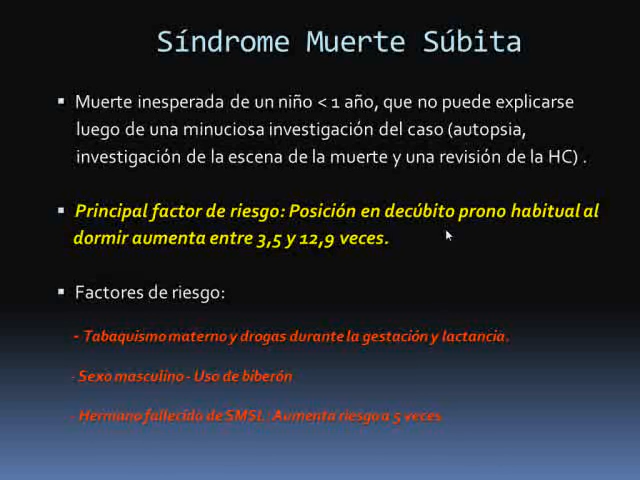 Síndrome Muerte Súbita
▪ Muerte inesperada de un niño < 1 año, que no puede explicarse
luego de una minuciosa investigación del caso (autopsia,
investigación de la escena de la muerte y una revisión de la HC) .
▪ Principal factor de riesgo: Posición en decúbito prono habitual al
dormir aumenta entre 3,5 y 12,9 veces.
▪ Factores de riesgo:
- Tabaquismo materno y drogas durante la gestación y lactancia.
- Sexo masculino - Uso de biberón
- Hermano fallecido de SMSL : Aumenta riesgo a 5 veces